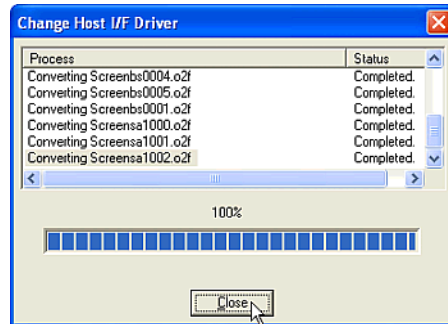 Change Host I/F Driver
Process Status
Converting Screenbs0004.o2f Completed.
Converting Screenbs0005.o2f Completed.
Converting Screenbs0001.o2f Completed.
Converting Screensa1000.o2f Completed.
Converting Screensa1001.o2f Completed.
Converting Screensa1002.o2f Completed.
100%
Close